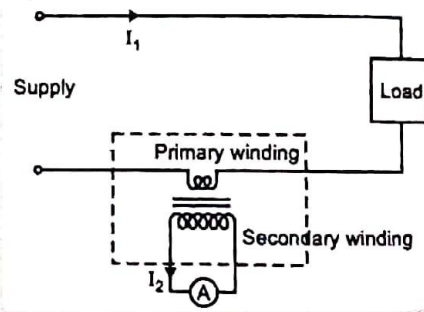 I₁
Supply
Load
Primary winding
Secondary winding
I₂
A